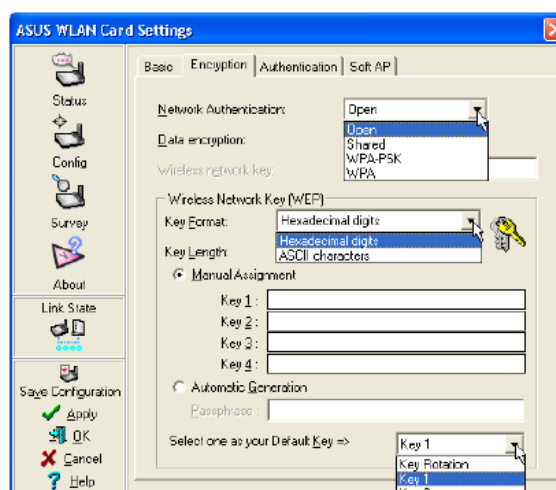 ASUS WLAN Card Settings
Status
Config
Survey
About
Link State
Save Configuration
Apply
OK
Cancel
Help
Basic Encryption Authentication Soft AP
Network Authentication: Open
Open
Shared
WPA-PSK
WPA
Data encryption:
Wireless network key:
Wireless Network Key (WEP)
Key Format: Hexadecimal digits
Hexadecimal digits
ASCII characters
Key Length:
Manual Assignment
Key 1 :
Key 2 :
Key 3 :
Key 4 :
Automatic Generation
Passphrase :
Select one as your Default Key => Key 1
Key Rotation
Key 1